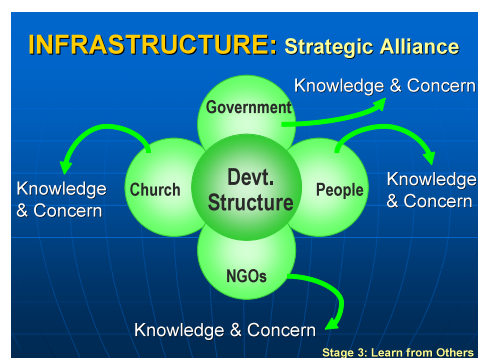 INFRASTRUCTURE: Strategic Alliance
Government
Knowledge & Concern
Knowledge
& Concern
Church
Devt.
Structure
People
Knowledge
& Concern
NGOs
Knowledge & Concern
Stage 3: Learn from Others